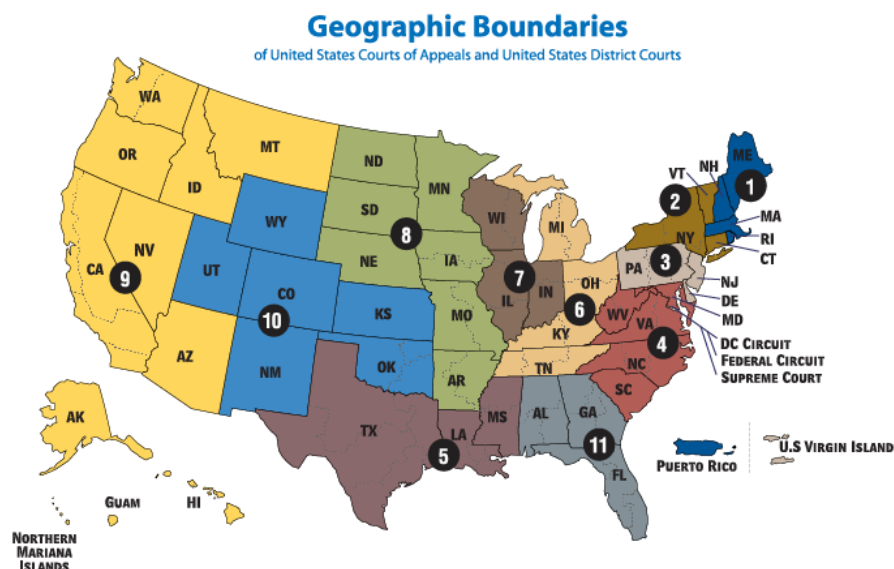 Geographic Boundaries
of United States Courts of Appeals and United States District Courts
WA
OR
ID
MT
ND
MN
SD
WY
NE
IA
WI
MI
8
NV
CA
9
UT
CO
10
KS
MO
7
IL
IN
OH
6
KY
WV
VA
4
AZ
NM
OK
AR
TN
NC
SC
TX
LA
5
MS
AL
GA
11
FL
VT
NH
ME
1
2
NY
MA
RI
CT
PA
3
NJ
DE
MD
DC CIRCUIT
FEDERAL CIRCUIT
SUPREME COURT
AK
HI
GUAM
NORTHERN
MARIANA
ISLANDS
PUERTO RICO
U.S VIRGIN ISLAND